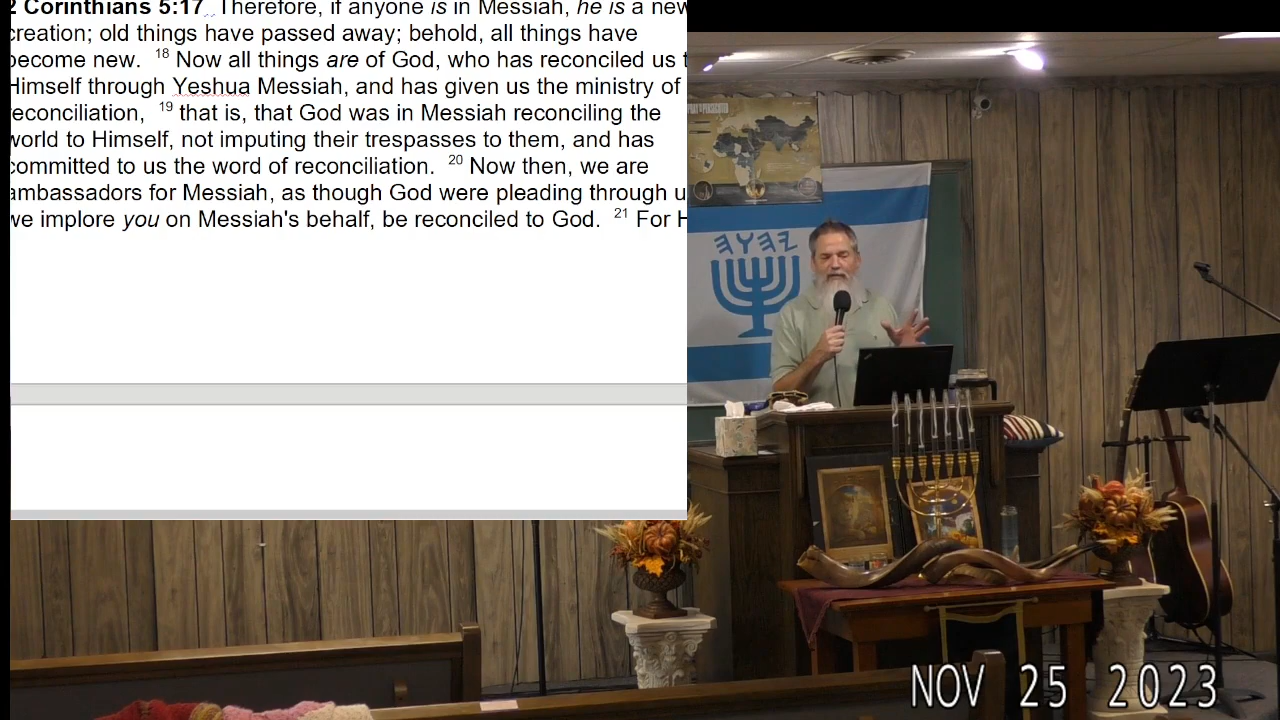 2 Corinthians 5:17 Therefore, if anyone is in Messiah, he is a new
creation; old things have passed away; behold, all things have
become new. 18 Now all things are of God, who has reconciled us t
Himself through Yeshua Messiah, and has given us the ministry of
reconciliation, 19 that is, that God was in Messiah reconciling the
world to Himself, not imputing their trespasses to them, and has
committed to us the word of reconciliation. 20 Now then, we are
ambassadors for Messiah, as though God were pleading through u
we implore you on Messiah's behalf, be reconciled to God. 21 For H
𐤉𐤄𐤅𐤄
NOV 25 2023